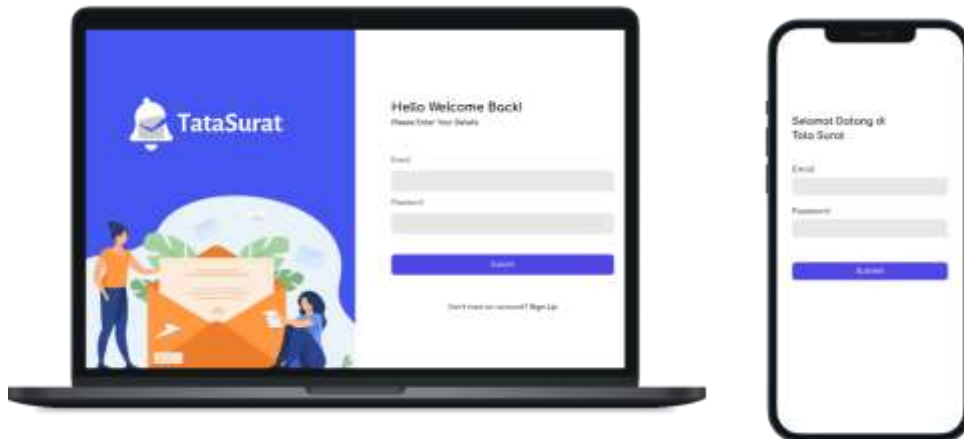 TataSurat
Hello Welcome Back!
Please Enter Your Details
Email
Password
Submit
Don't have an account? Sign Up
Selamat Datang di
Tata Surat
Email
Password
Submit